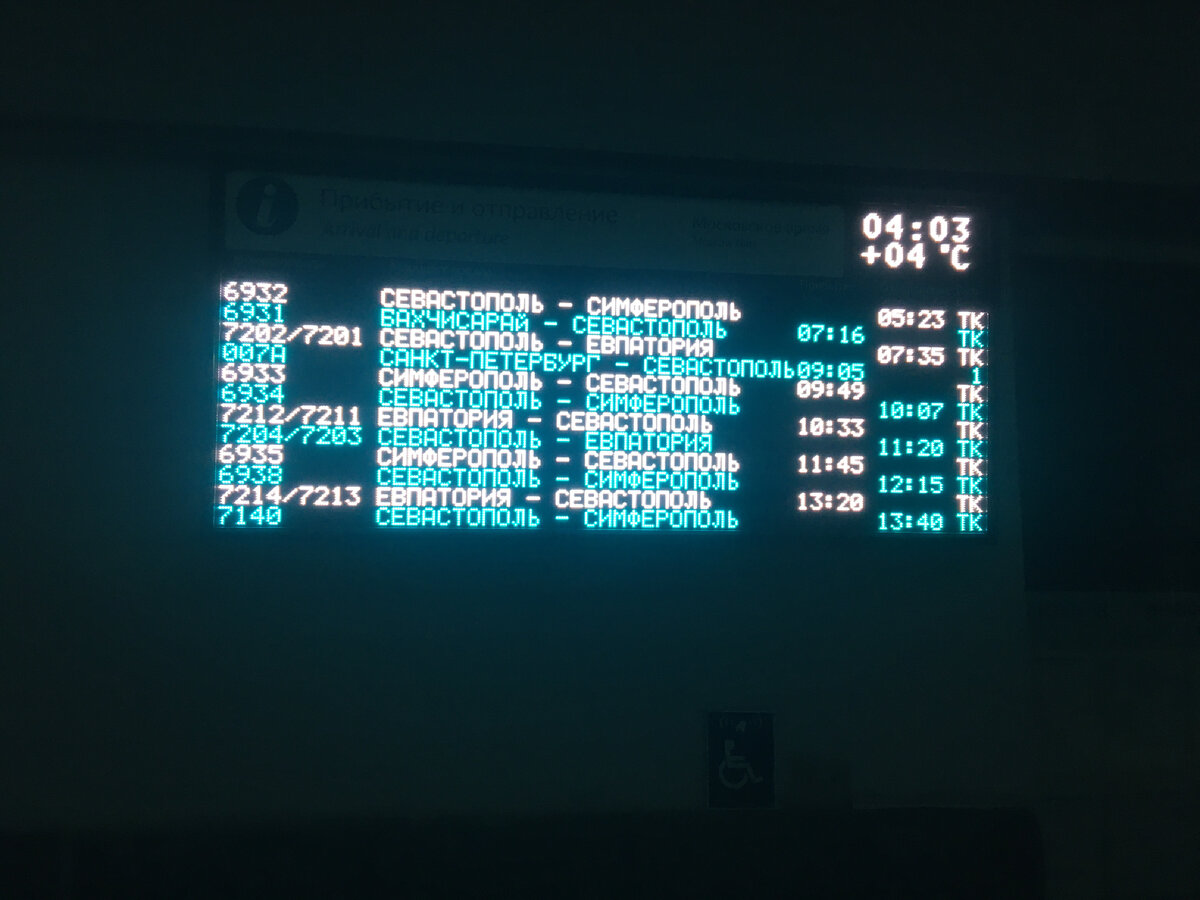 Прибытие и отправление
Arrival and departure
Московское время
04:03
+04 °C
6932 СЕВАСТОПОЛЬ - СИМФЕРОПОЛЬ 05:23 ТК
6931 БАХЧИСАРАЙ - СЕВАСТОПОЛЬ 07:16 ТК
7202/7201 СЕВАСТОПОЛЬ - ЕВПАТОРИЯ 07:35 ТК
007А САНКТ-ПЕТЕРБУРГ - СЕВАСТОПОЛЬ 09:05 1
6933 СИМФЕРОПОЛЬ - СЕВАСТОПОЛЬ 09:49 ТК
6934 СЕВАСТОПОЛЬ - СИМФЕРОПОЛЬ 10:07 ТК
7212/7211 ЕВПАТОРИЯ - СЕВАСТОПОЛЬ 10:33 ТК
7204/7203 СЕВАСТОПОЛЬ - ЕВПАТОРИЯ 11:20 ТК
6935 СИМФЕРОПОЛЬ - СЕВАСТОПОЛЬ 11:45 ТК
6938 СЕВАСТОПОЛЬ - СИМФЕРОПОЛЬ 12:15 ТК
7214/7213 ЕВПАТОРИЯ - СЕВАСТОПОЛЬ 13:20 ТК
7140 СЕВАСТОПОЛЬ - СИМФЕРОПОЛЬ 13:40 ТК